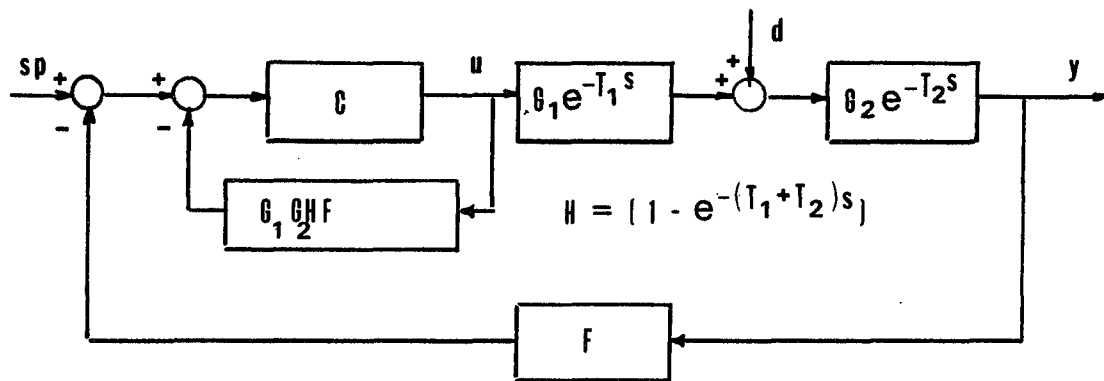 d
sp + + u + + y
C
G₁e^{-T₁s}
G₂e^{-T₂s}
- -
G₁G₂HF
H = (1 - e^{-(T₁+T₂)s})
F